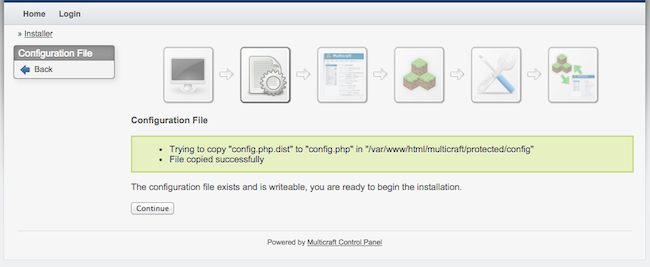 Home Login
» Installer
Configuration File
Back
Configuration File
Trying to copy "config.php.dist" to "config.php" in "/var/www/html/multicraft/protected/config"
File copied successfully
The configuration file exists and is writeable, you are ready to begin the installation.
Continue
Powered by Multicraft Control Panel